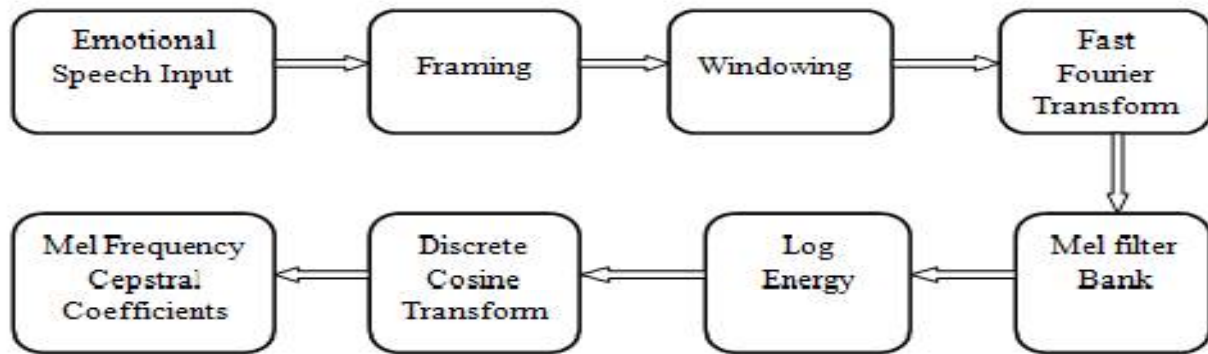 Emotional
Speech Input
Framing
Windowing
Fast
Fourier
Transform
Mel Frequency
Cepstral
Coefficients
Discrete
Cosine
Transform
Log
Energy
Mel filter
Bank